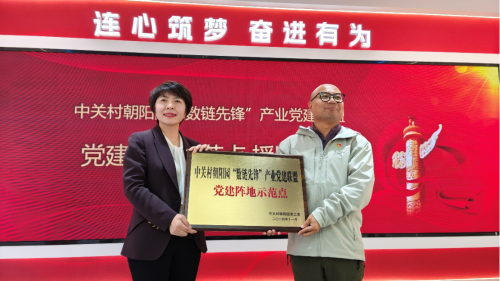 连心筑梦 奋进有为
中关村朝阳 数链先锋”产业党建
党建
中关村朝阳园“数链先锋”产业党建联盟
党建阵地示范点